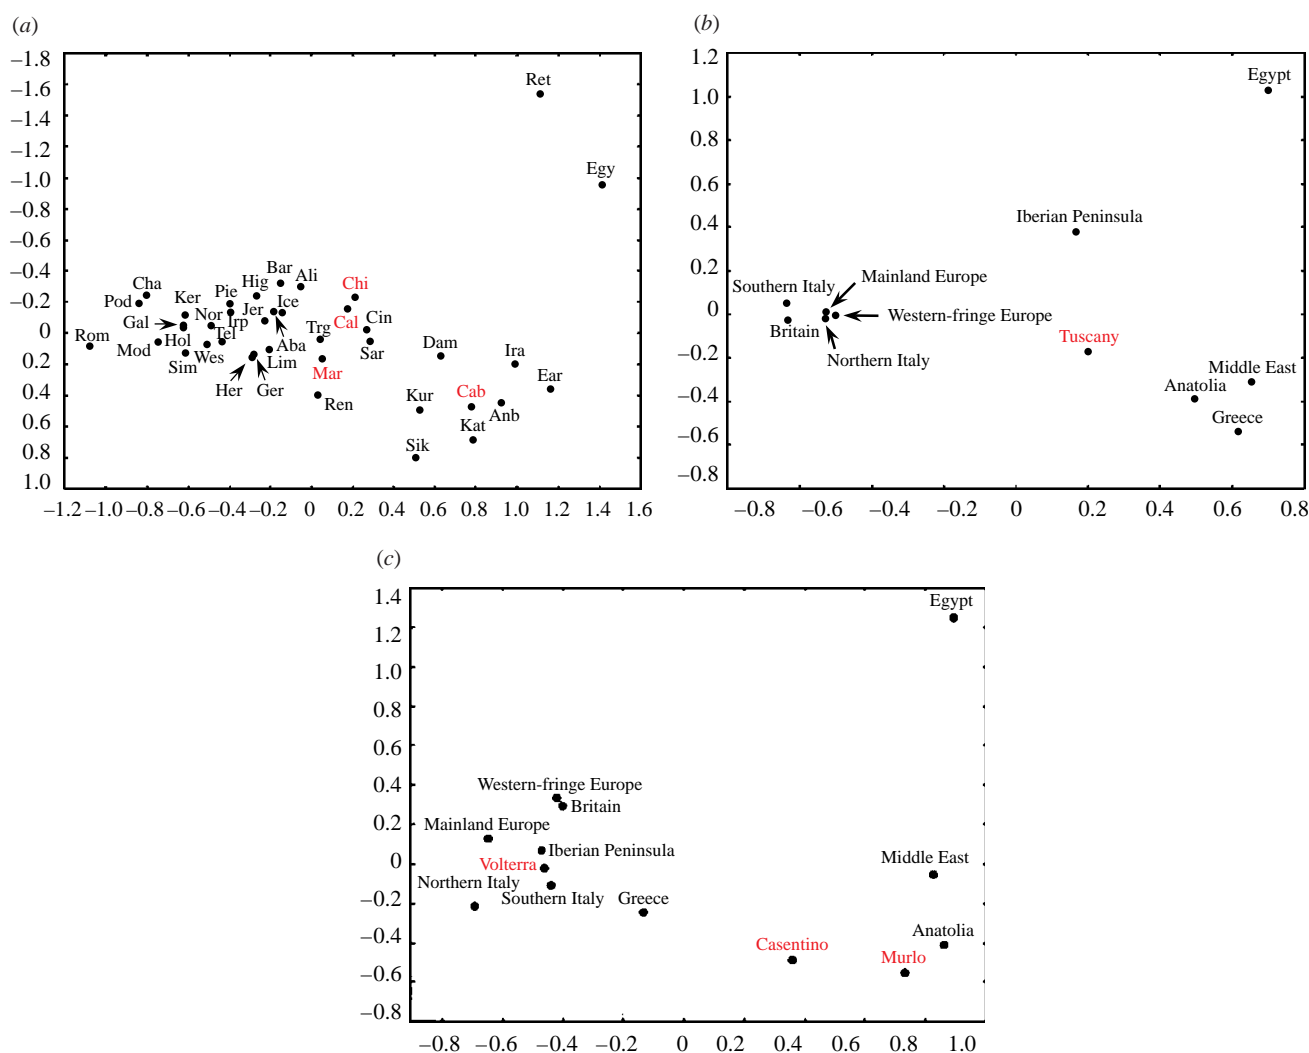 (a)
−1.8
−1.6
−1.4
−1.2
−1.0
−0.8
−0.6
−0.4
−0.2
0
0.2
0.4
0.6
0.8
1.0
Ret
Egy
Bar
Ali
Hig
Chi
Cha
Pie
Ker
Pod
Nor
Jer
Ice
Cal
Cin
Gal
Irp
Trg
Rom
Hol
Tel
Aba
Mod
Sim
Wes
Lim
Sar
Dam
Ira
Her
Ger
Mar
Ear
Ren
Kur
Cab
Anb
Kat
Sik
−1.2 −1.0 −0.8 −0.6 −0.4 −0.2 0 0.2 0.4 0.6 0.8 1.0 1.2 1.4 1.6
(b)
1.2
1.0
0.8
0.6
0.4
0.2
0
−0.2
−0.4
−0.6
−0.8
Egypt
Iberian Peninsula
Southern Italy
Mainland Europe
Western-fringe Europe
Britain
Northern Italy
Tuscany
Middle East
Anatolia
Greece
−0.8 −0.6 −0.4 −0.2 0 0.2 0.4 0.6 0.8
(c)
1.4
1.2
1.0
0.8
0.6
0.4
0.2
0
−0.2
−0.4
−0.6
−0.8
Egypt
Western-fringe Europe
Britain
Mainland Europe
Iberian Peninsula
Volterra
Middle East
Northern Italy
Southern Italy
Greece
Anatolia
Casentino
Murlo
−0.8 −0.6 −0.4 −0.2 0 0.2 0.4 0.6 0.8 1.0